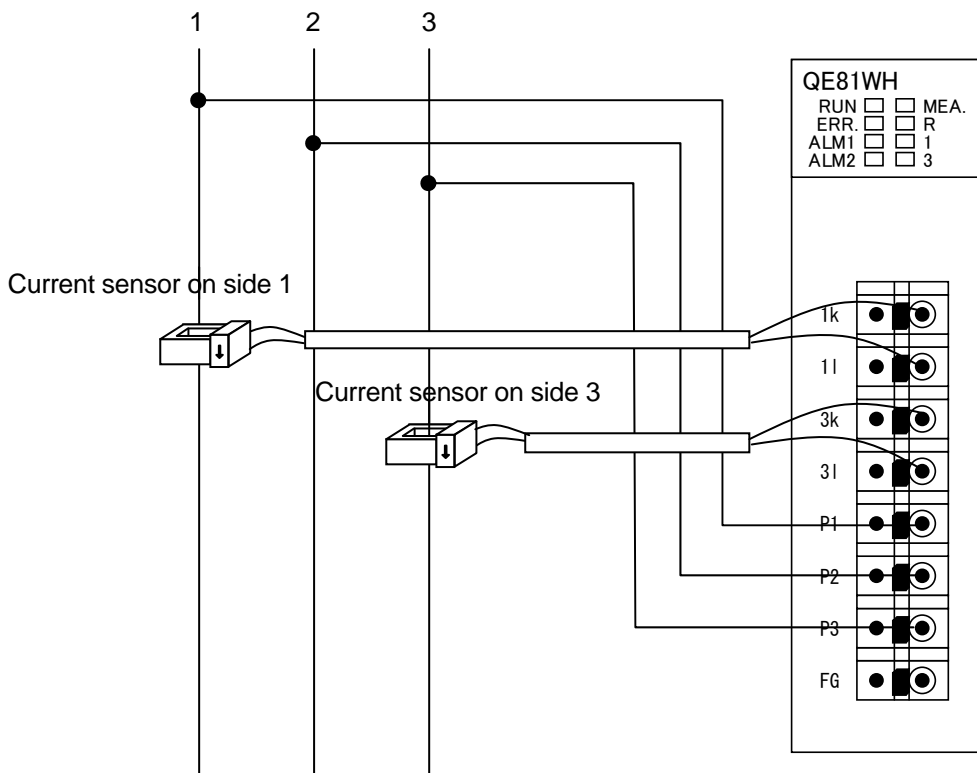 1 2 3
QE81WH
RUN MEA.
ERR. R
ALM1 1
ALM2 3
Current sensor on side 1
1k
1l
Current sensor on side 3
3k
3l
P1
P2
P3
FG